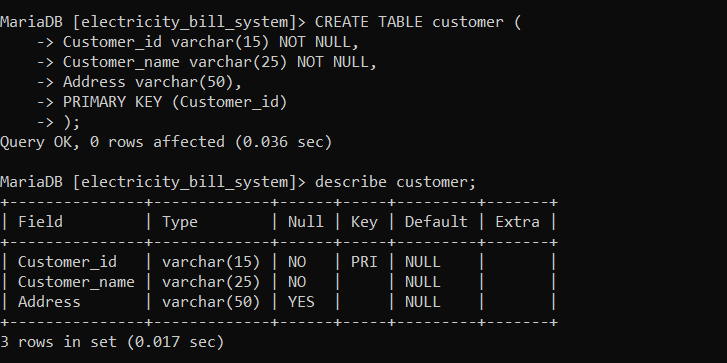 MariaDB [electricity_bill_system]> CREATE TABLE customer (
    -> Customer_id varchar(15) NOT NULL,
    -> Customer_name varchar(25) NOT NULL,
    -> Address varchar(50),
    -> PRIMARY KEY (Customer_id)
    -> );
Query OK, 0 rows affected (0.036 sec)

MariaDB [electricity_bill_system]> describe customer;
+---------------+-------------+------+-----+---------+-------+
| Field         | Type        | Null | Key | Default | Extra |
+---------------+-------------+------+-----+---------+-------+
| Customer_id   | varchar(15) | NO   | PRI | NULL    |       |
| Customer_name | varchar(25) | NO   |     | NULL    |       |
| Address       | varchar(50) | YES  |     | NULL    |       |
+---------------+-------------+------+-----+---------+-------+
3 rows in set (0.017 sec)